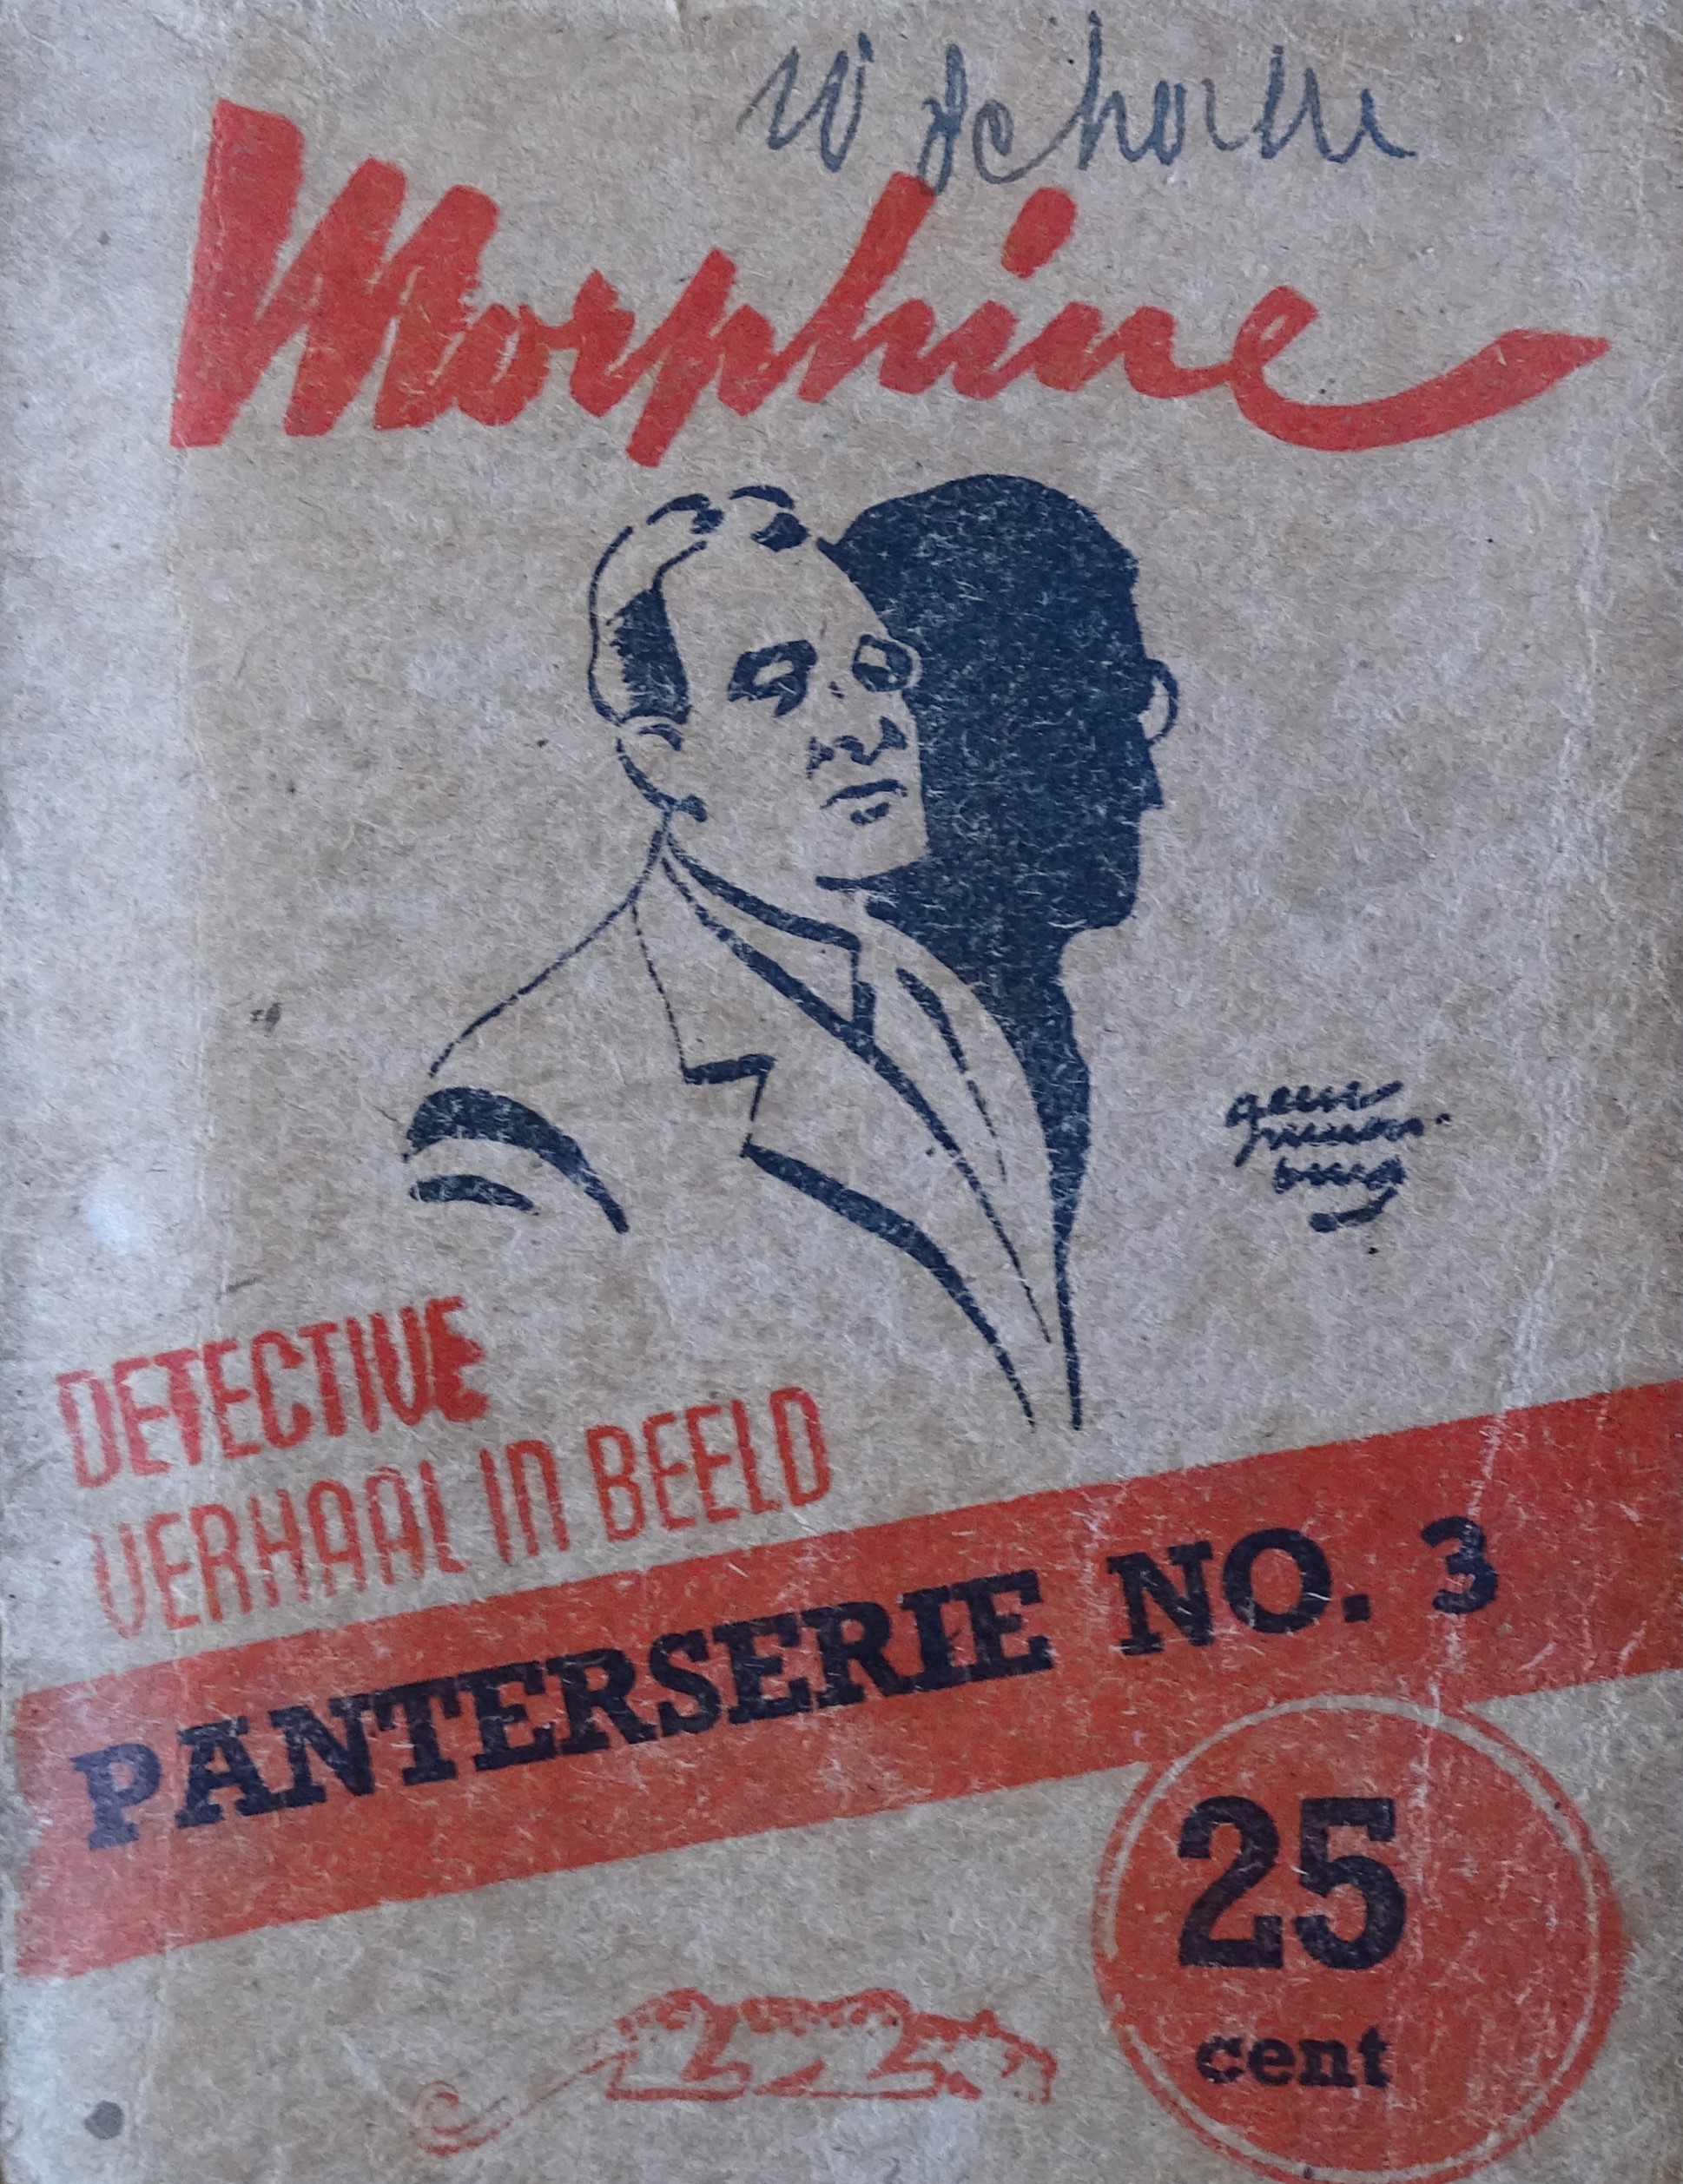 Morphine
DETECTIVE
VERHAAL IN BEELD
PANTERSERIE NO. 3
25
cent